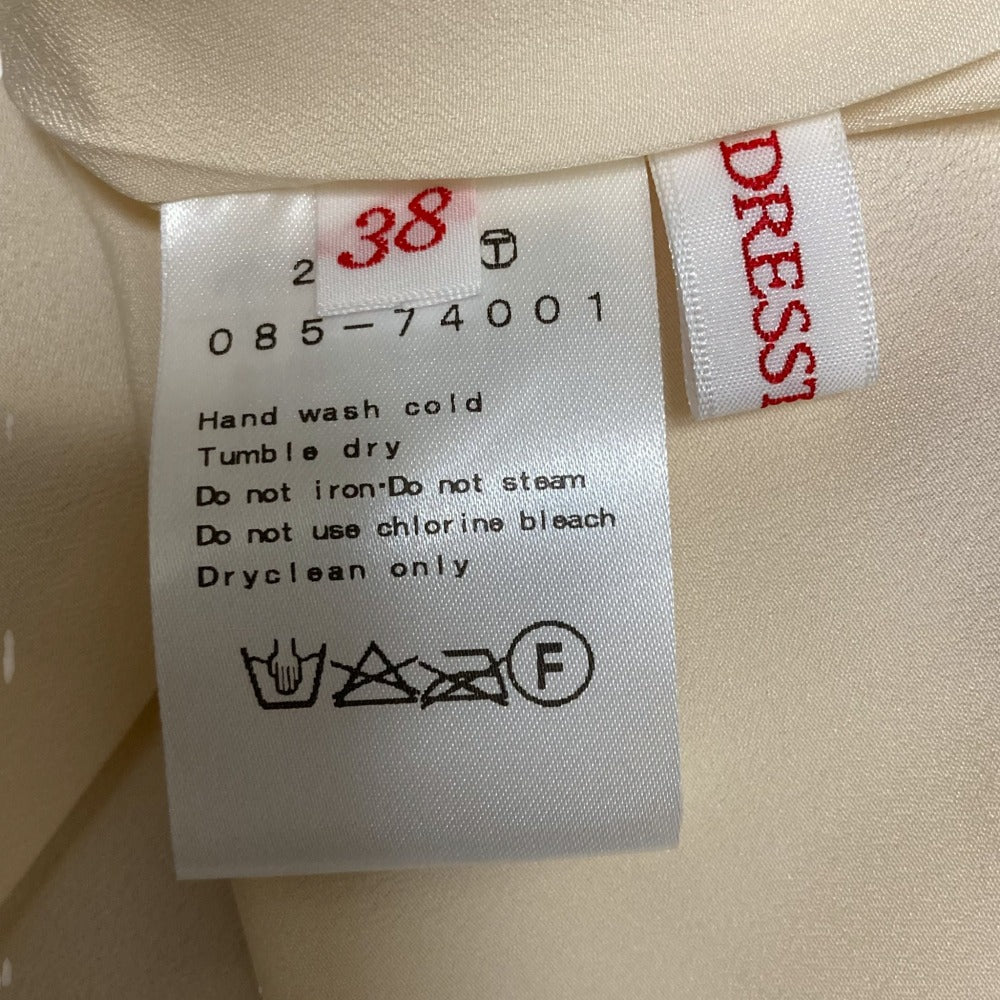 38
2 T
085-74001
Hand wash cold
Tumble dry
Do not iron·Do not steam
Do not use chlorine bleach
Dryclean only
F